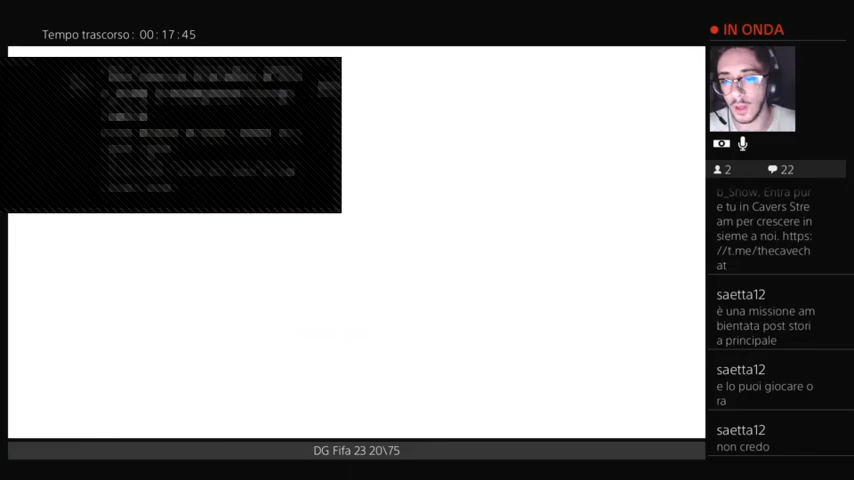 Tempo trascorso: 00:17:45
IN ONDA
2
22
b_Show. Entra pur
e tu in Cavers Stre
am per crescere in
sieme a noi. https:
//t.me/thecavech
at
saetta12
è una missione am
bientata post stori
a principale
saetta12
e lo puoi giocare o
ra
saetta12
non credo
DG Fifa 23 20\75